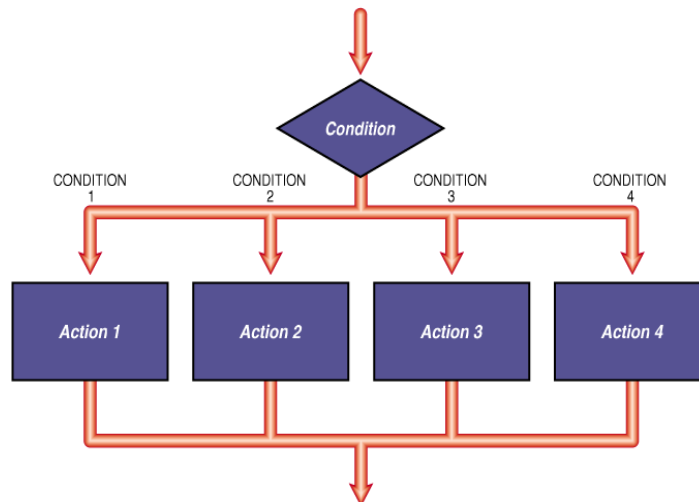 Condition
CONDITION
1
CONDITION
2
CONDITION
3
CONDITION
4
Action 1
Action 2
Action 3
Action 4